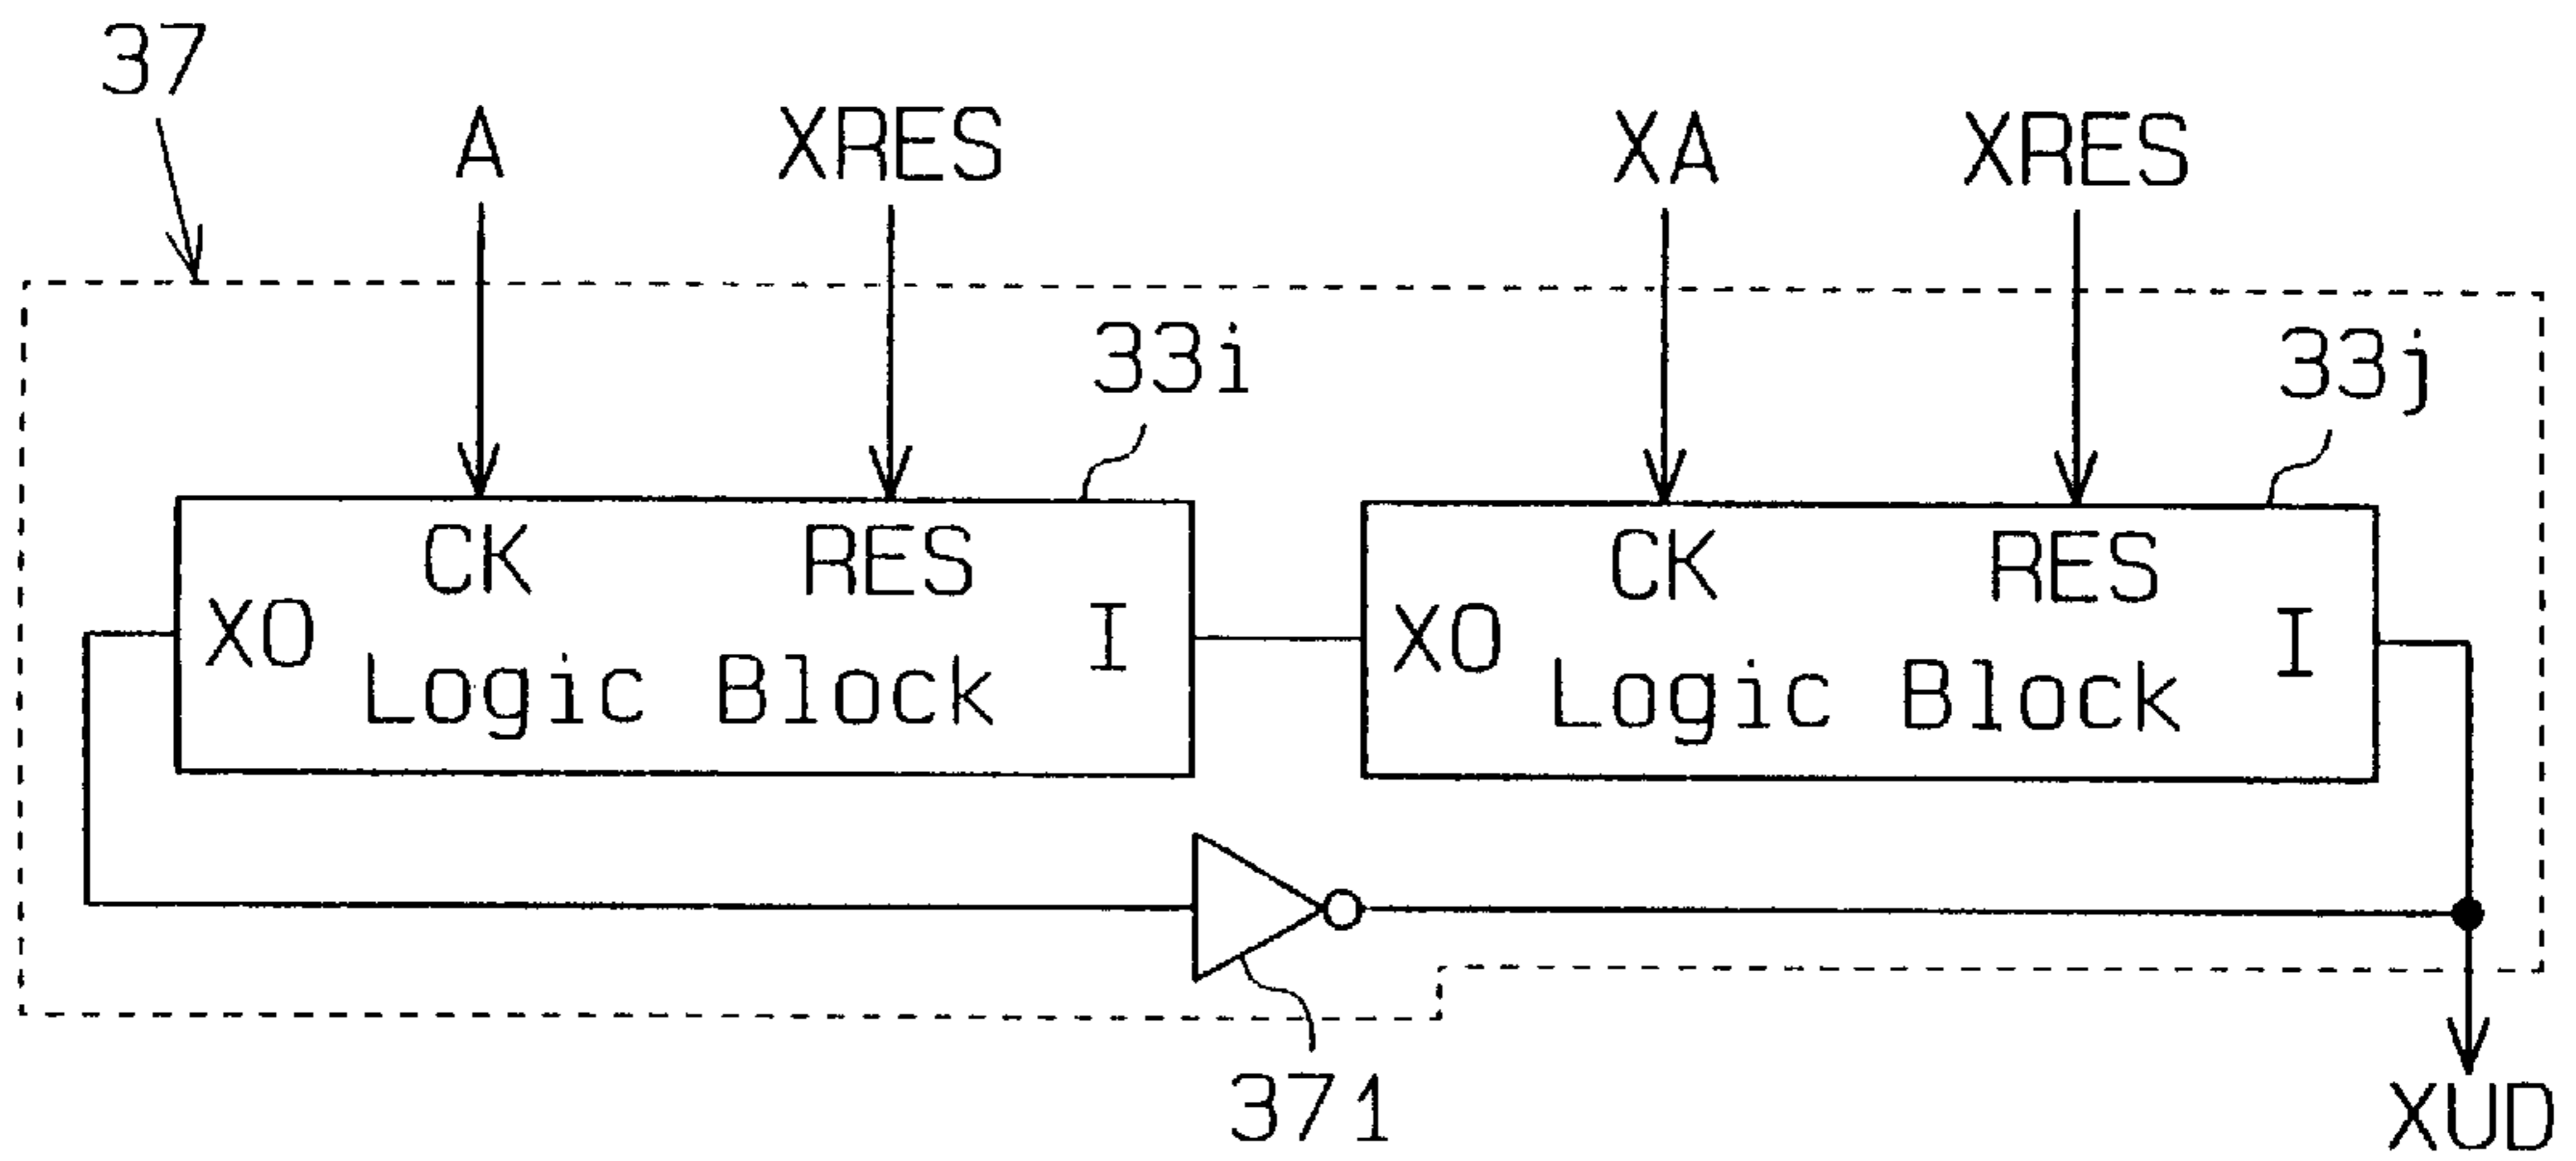 37
A
XRES
XA
XRES
33i
33j
CK
RES
CK
RES
XO
I
XO
I
Logic Block
Logic Block
371
XUD